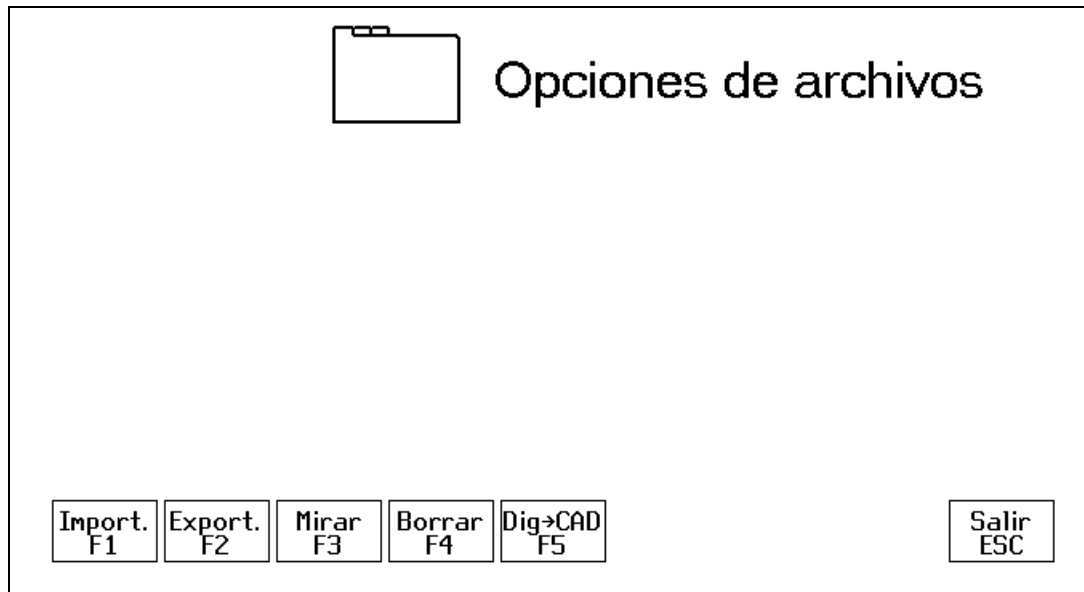 Opciones de archivos
Import. Export. Mirar Borrar Dig→CAD Salir
F1 F2 F3 F4 F5 ESC